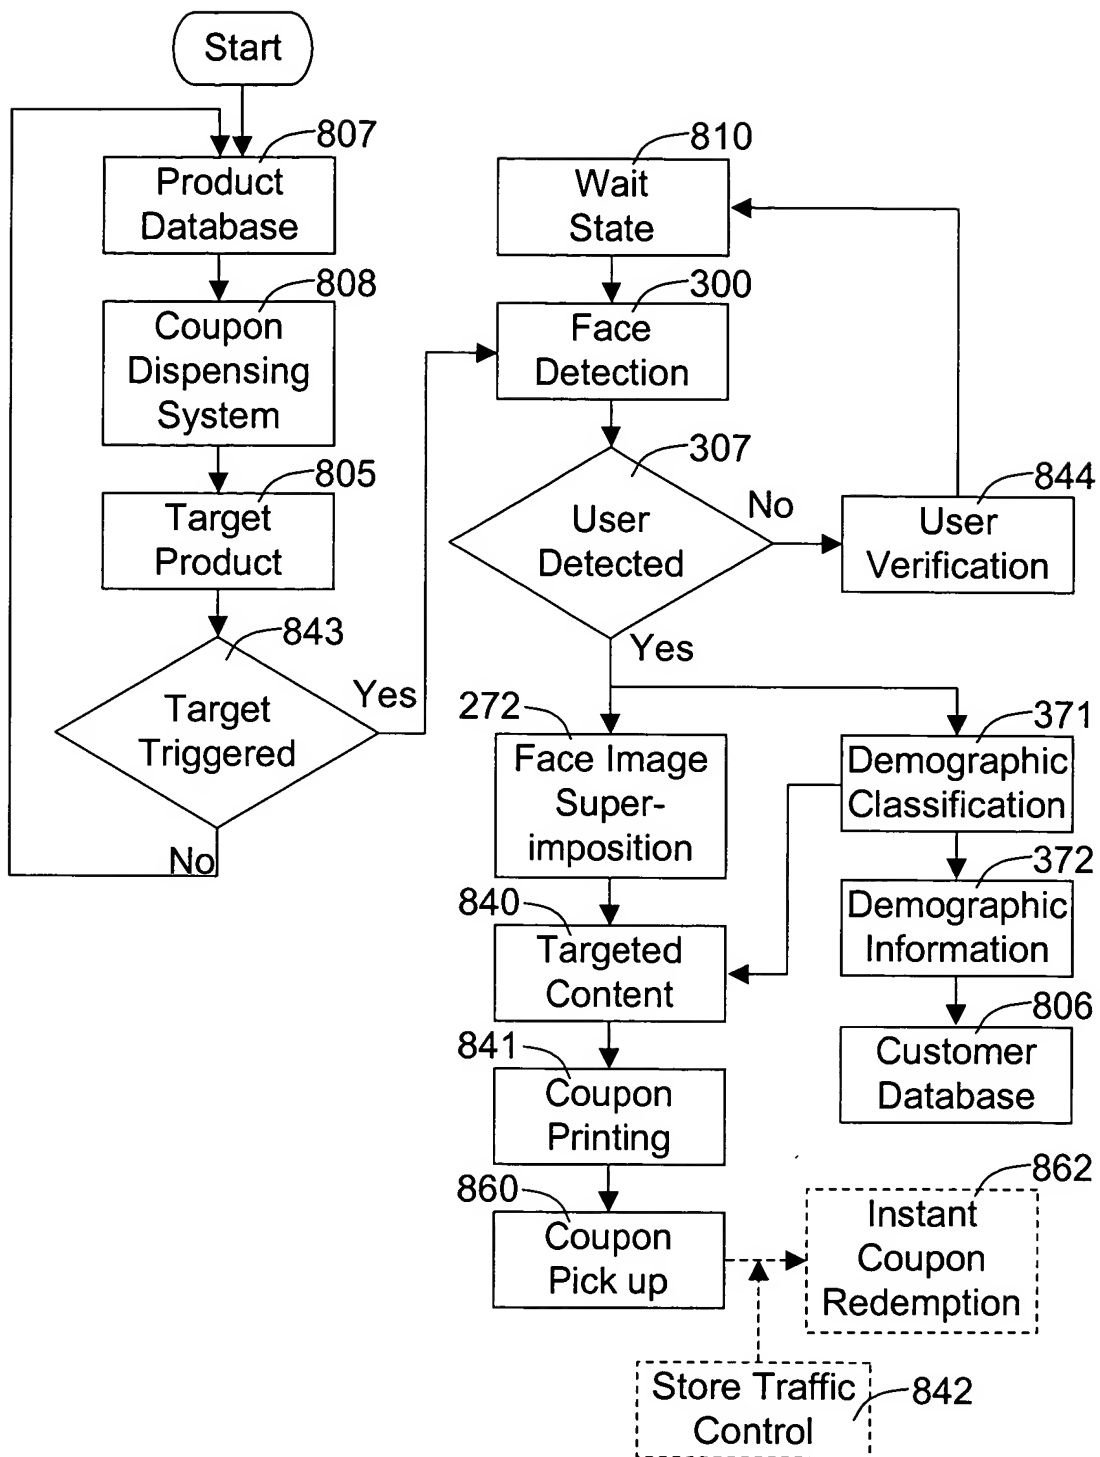 Start
807
Product
Database
808
Coupon
Dispensing
System
805
Target
Product
843
Target
Triggered
Yes
No
810
Wait
State
300
Face
Detection
307
User
Detected
No
844
User
Verification
Yes
272
Face Image
Super-
imposition
371
Demographic
Classification
372
Demographic
Information
840
Targeted
Content
806
Customer
Database
841
Coupon
Printing
860
Coupon
Pick up
862
Instant
Coupon
Redemption
Store Traffic
Control
842